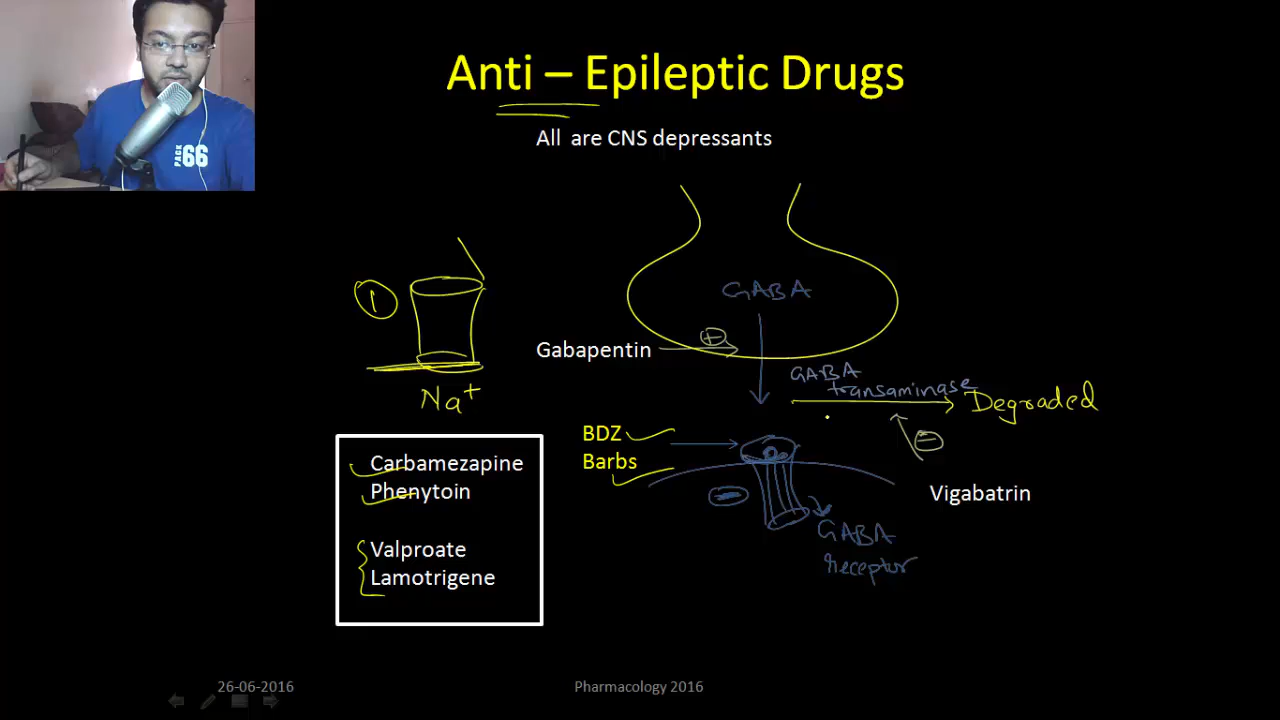 Anti – Epileptic Drugs
All are CNS depressants
PACK
66
GABA
1
+
Gabapentin
GABA
transaminase
Degraded
Na+
BDZ
Barbs
Carbamezapine
Phenytoin
Valproate
Lamotrigene
–
–
Vigabatrin
GABA
receptor
26-06-2016
Pharmacology 2016